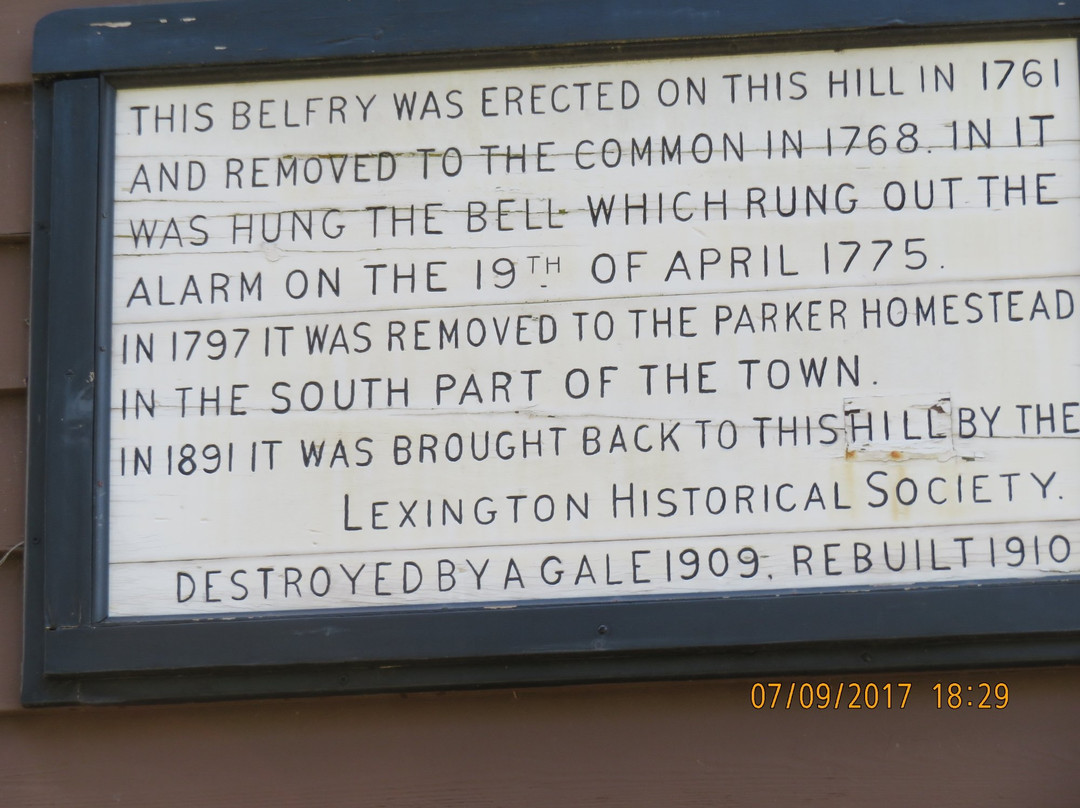 THIS BELFRY WAS ERECTED ON THIS HILL IN 1761
AND REMOVED TO THE COMMON IN 1768. IN IT
WAS HUNG THE BELL WHICH RUNG OUT THE
ALARM ON THE 19TH OF APRIL 1775.
IN 1797 IT WAS REMOVED TO THE PARKER HOMESTEAD
IN THE SOUTH PART OF THE TOWN.
IN 1891 IT WAS BROUGHT BACK TO THIS HILL BY THE
LEXINGTON HISTORICAL SOCIETY.
DESTROYED BY A GALE 1909. REBUILT 1910
07/09/2017 18:29